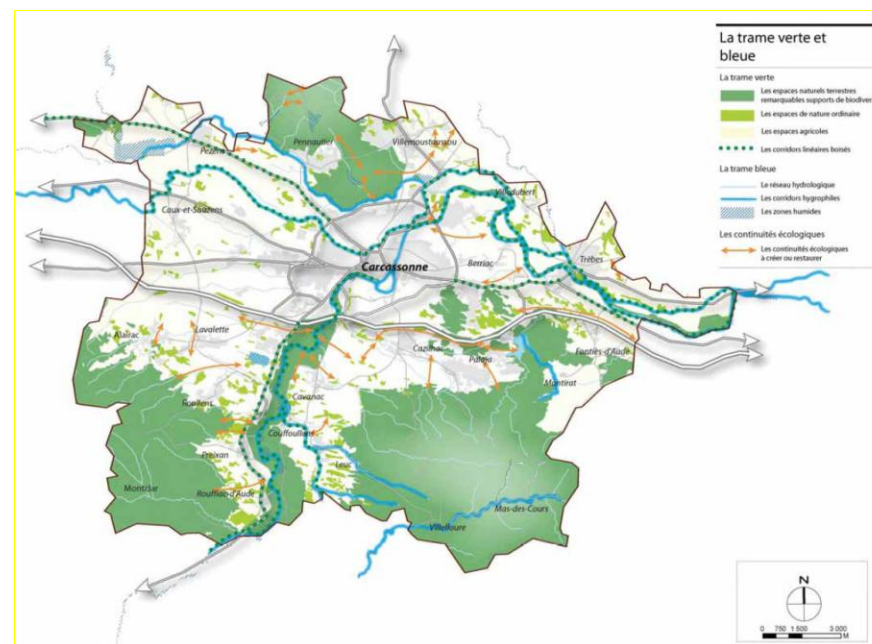 La trame verte et
bleue
La trame verte
Les espaces naturels terrestres
remarquables supports de biodiver
Les espaces de nature ordinaire
Les espaces agricoles
Les corridors linéaires boisés
La trame bleue
Le réseau hydrologique
Les corridors hygrophiles
Les zones humides
Les continuités écologiques
Les continuités écologiques
à créer ou restaurer
Pennautier
Villemoustaussou
Pezens
Villedubert
Caux-et-Sauzens
Trèbes
Berriac
Carcassonne
Lavalette
Alairac
Cazilhac
Palaja
Fontiès-d'Aude
Montirat
Roullens
Cavanac
Couffoulens
Preixan
Leuc
Montclar
Rouffiac-d'Aude
Mas-des-Cours
Villefloure
N
0 750 1 500 3 000
M